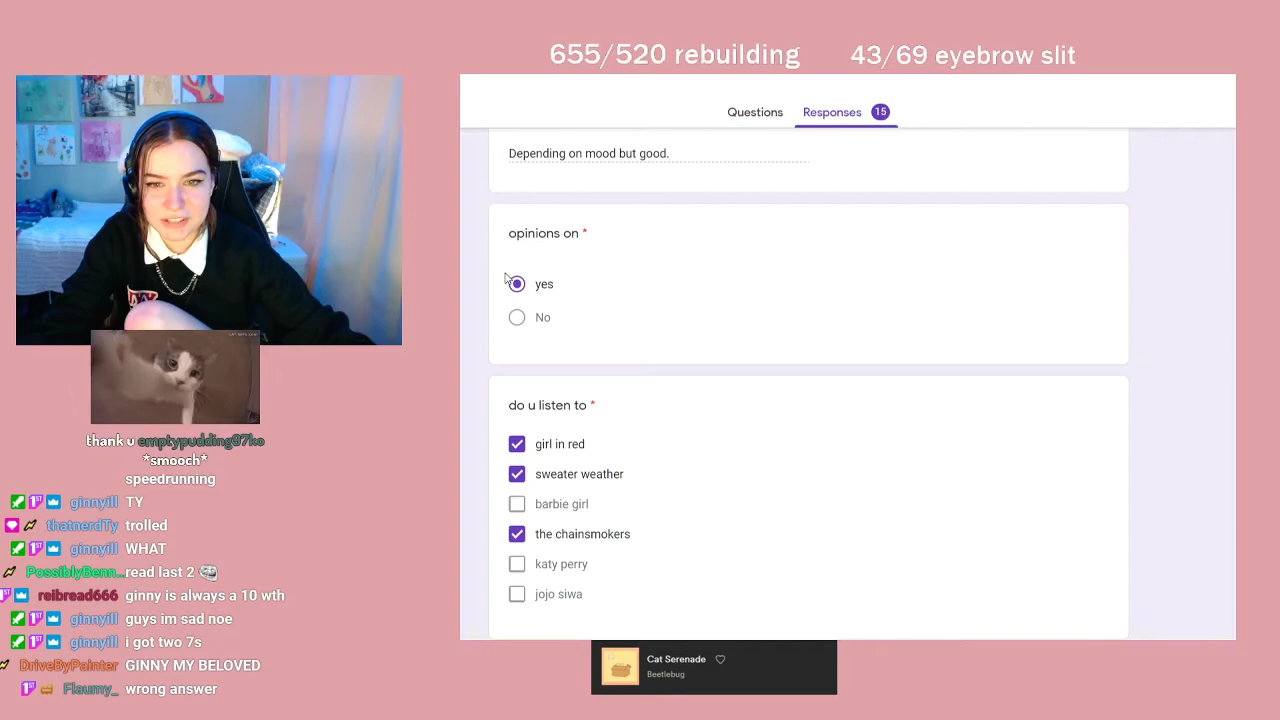 655/520 rebuilding
43/69 eyebrow slit
Questions
Responses 15
Depending on mood but good.
opinions on *
yes
No
do u listen to *
girl in red
sweater weather
barbie girl
the chainsmokers
katy perry
jojo siwa
thank u emptypudding97ko
*smooch*
speedrunning
ginnyill TY
thatnerdTy trolled
ginnyill WHAT
PossiblyBenn... read last 2
reibread666 ginny is always a 10 wth
ginnyill guys im sad noe
ginnyill i got two 7s
DriveByPainter GINNY MY BELOVED
Flaumy_ wrong answer
Cat Serenade
Beetlebug